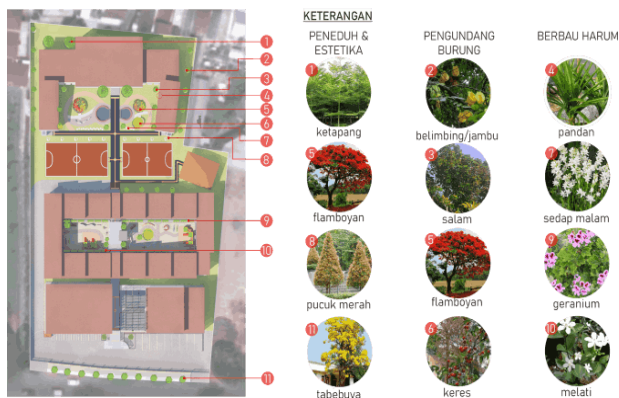 KETERANGAN
PENEDUH &
ESTETIKA
PENGUNDANG
BURUNG
BERBAU HARUM
1
2
3
4
5
6
7
8
9
10
11
1
ketapang
2
belimbing/jambu
4
pandan
5
flamboyan
3
salam
7
sedap malam
8
pucuk merah
5
flamboyan
9
geranium
11
tabebuya
6
keres
10
melati